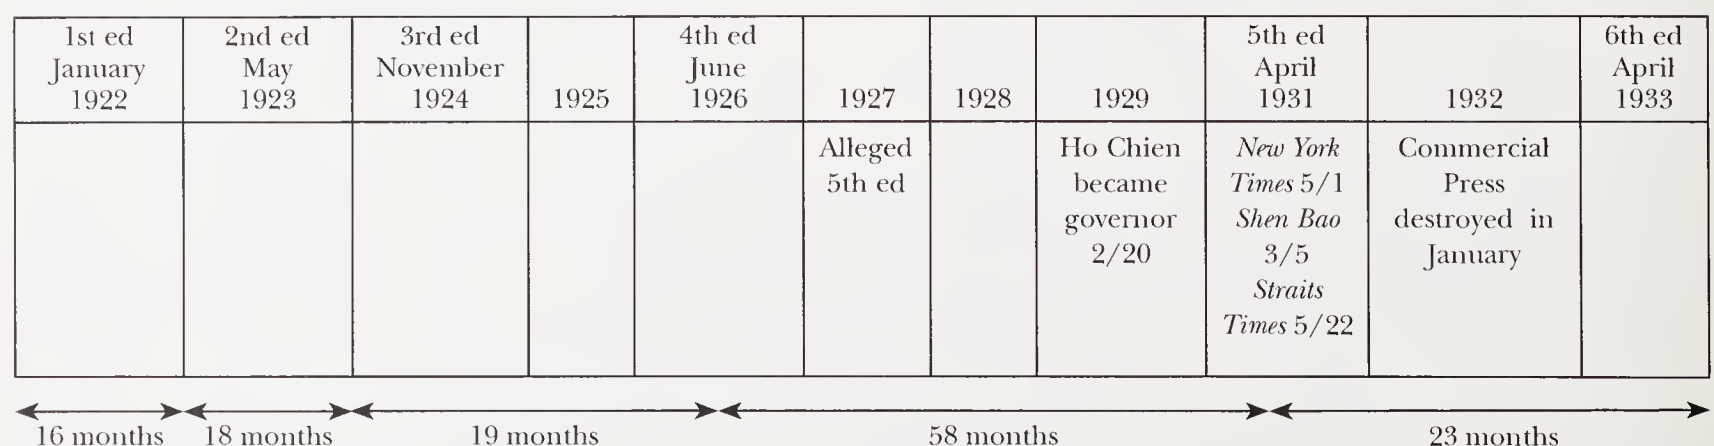 1st ed
January
1922
2nd ed
May
1923
3rd ed
November
1924
1925
4th ed
June
1926
1927
1928
1929
5th ed
April
1931
1932
6th ed
April
1933
Alleged
5th ed
Ho Chien
became
governor
2/20
New York
Times 5/1
Shen Bao
3/5
Straits
Times 5/22
Commercial
Press
destroyed in
January
16 months
18 months
19 months
58 months
23 months